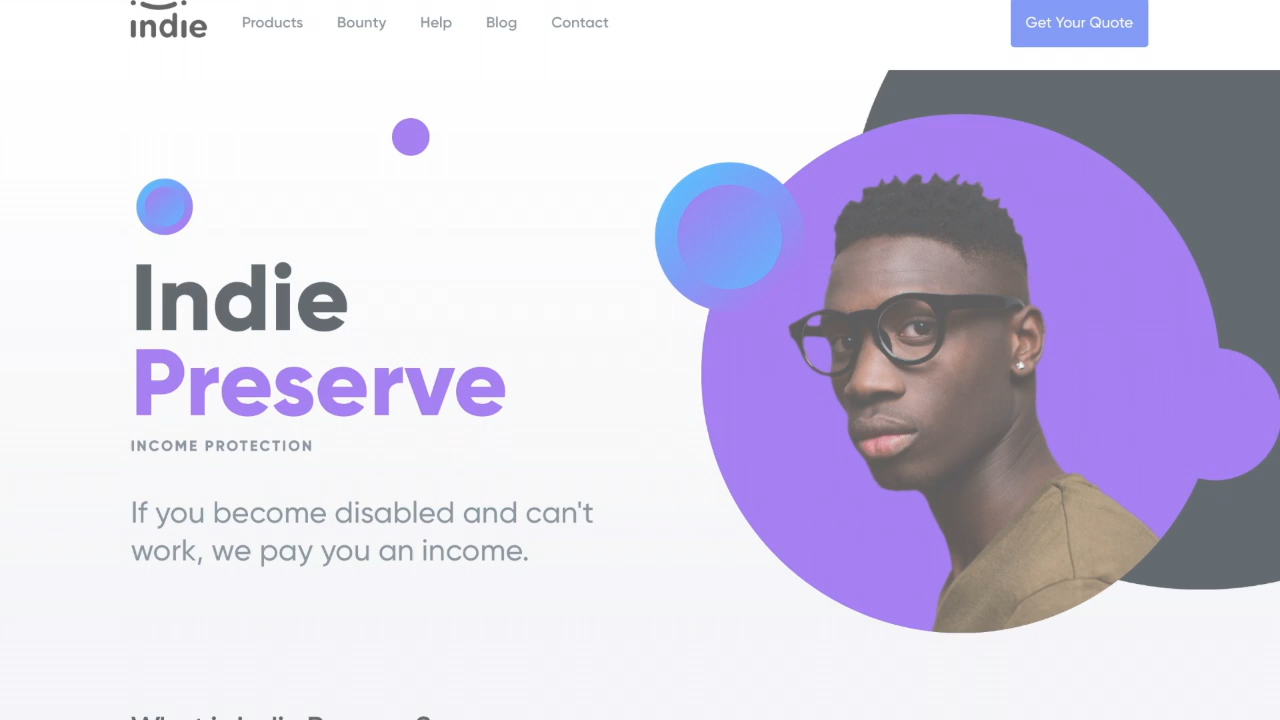 indie
Products
Bounty
Help
Blog
Contact
Get Your Quote
Indie
Preserve
INCOME PROTECTION
If you become disabled and can't
work, we pay you an income.